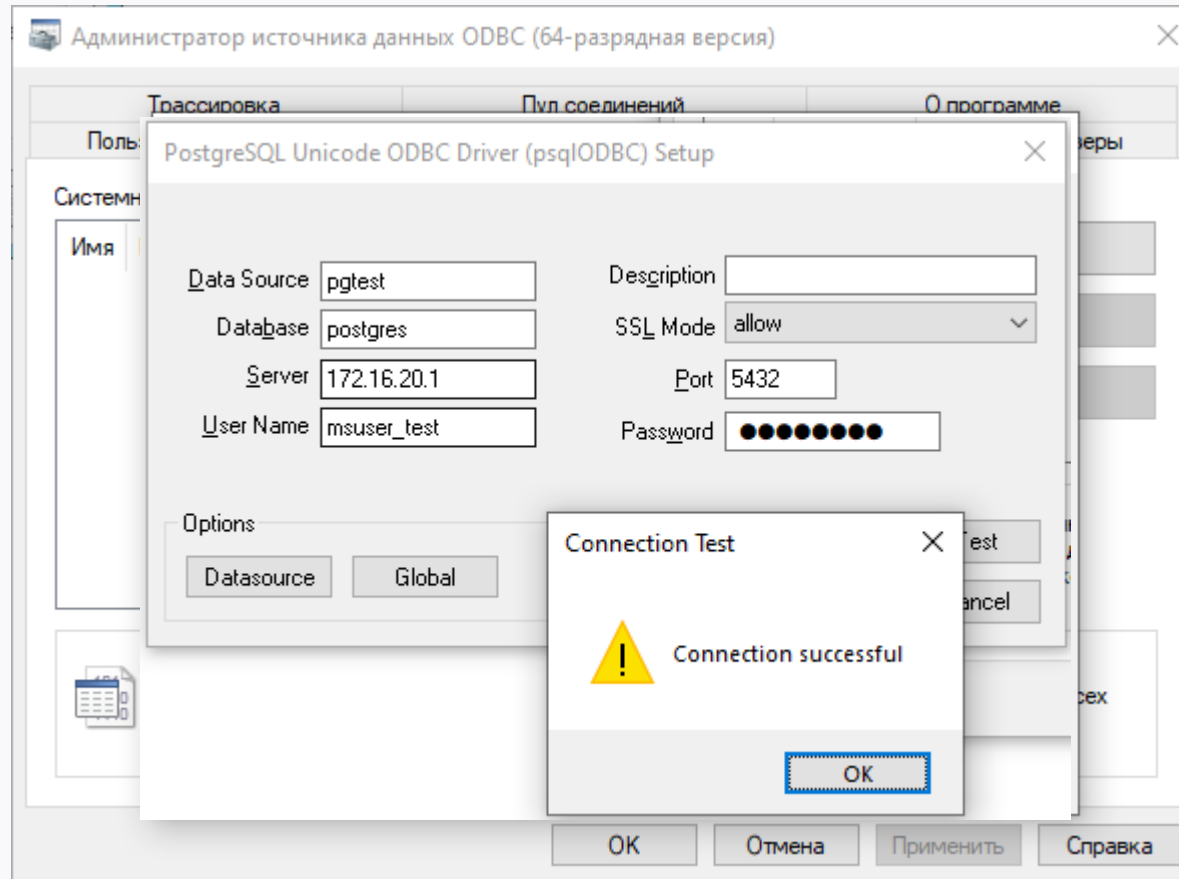 Администратор источника данных ODBC (64-разрядная версия)
Трассировка Пул соединений О программе
PostgreSQL Unicode ODBC Driver (psqlODBC) Setup
Имя
Data Source pgtest
Description
Database postgres
SSL Mode allow
Server 172.16.20.1
Port 5432
User Name msuser_test
Password ●●●●●●●●
Options
Datasource Global
Connection Test
Connection successful
OK
OK Отмена Применить Справка